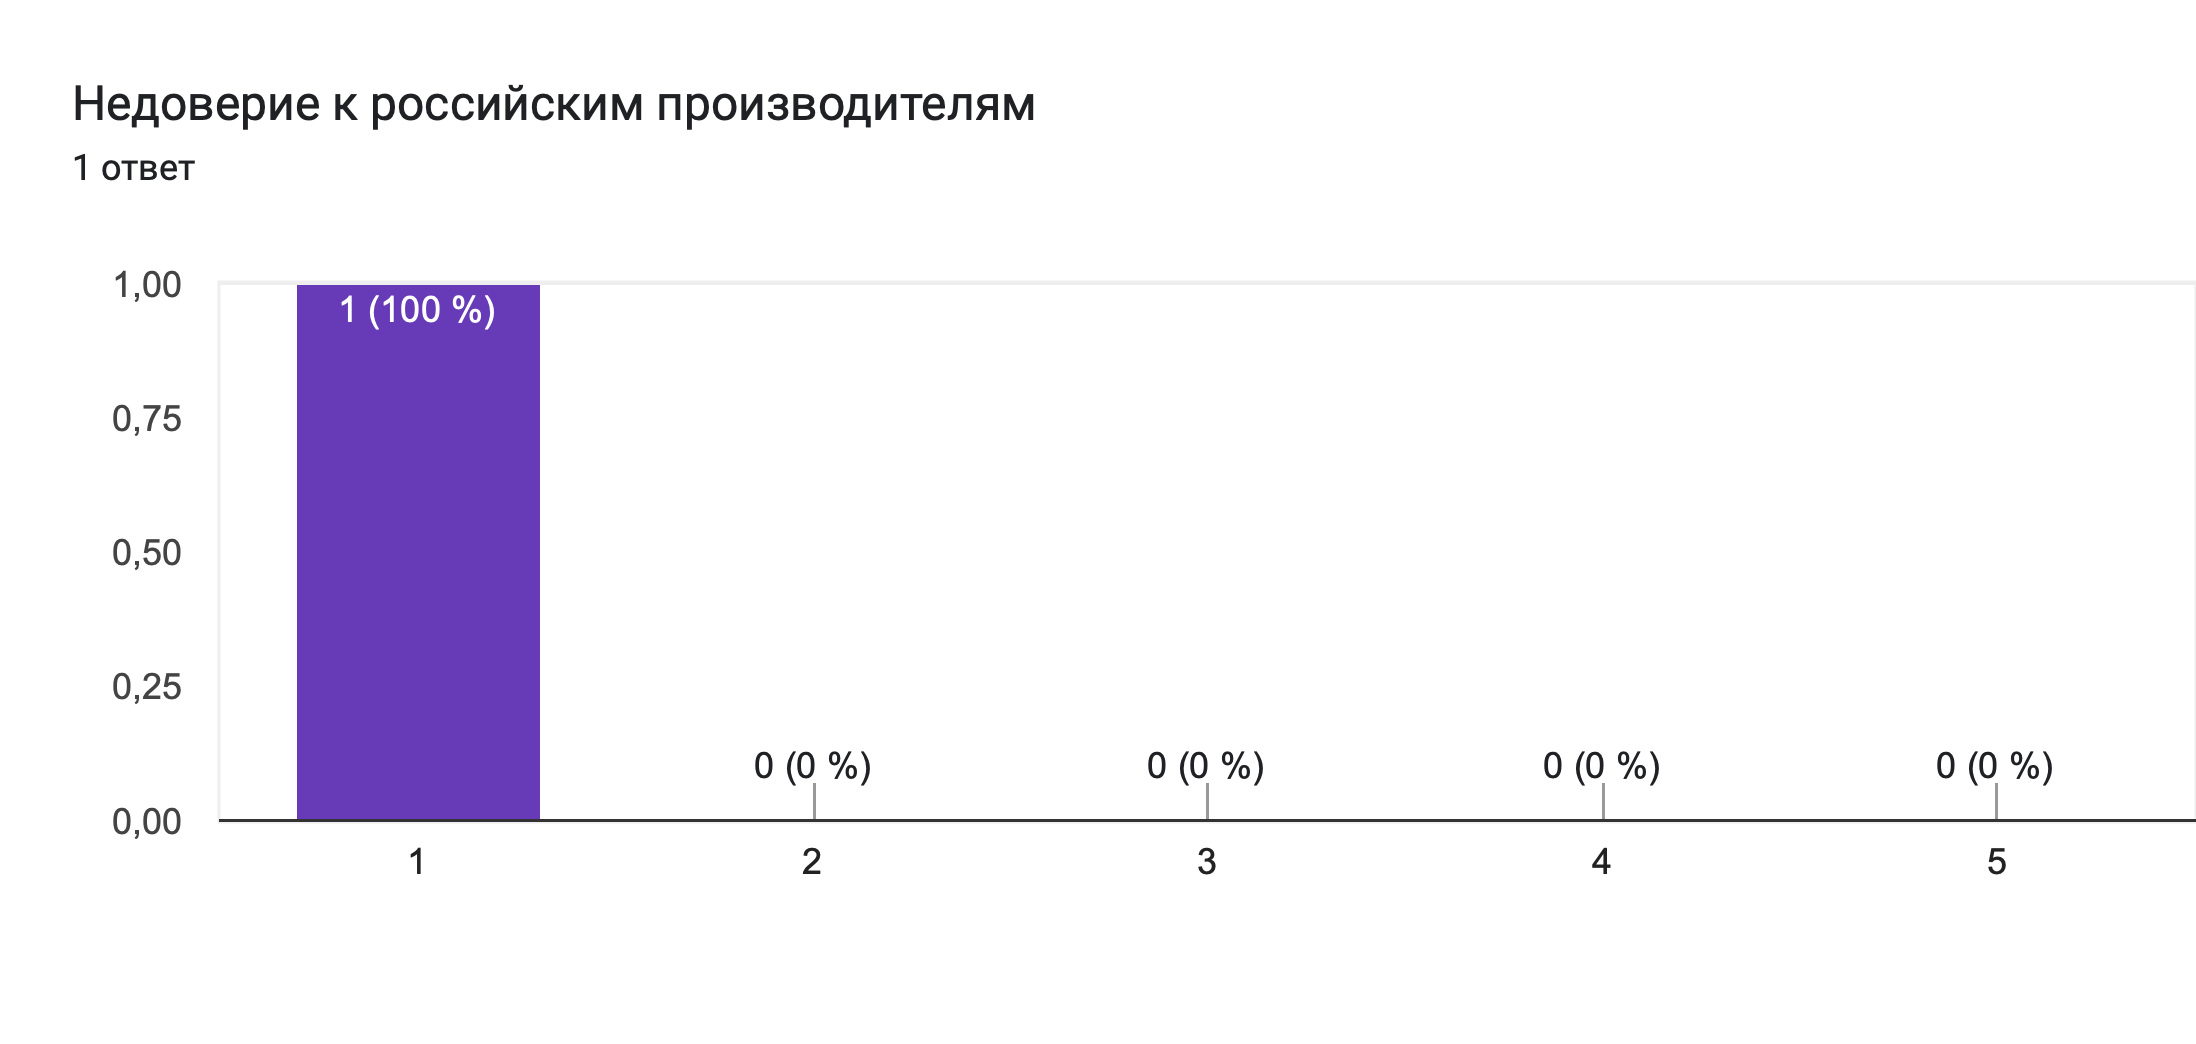 Недоверие к российским производителям
1 ответ
1,00
1 (100 %)
0,75
0,50
0,25
0 (0 %) 0 (0 %) 0 (0 %) 0 (0 %)
0,00
1 2 3 4 5